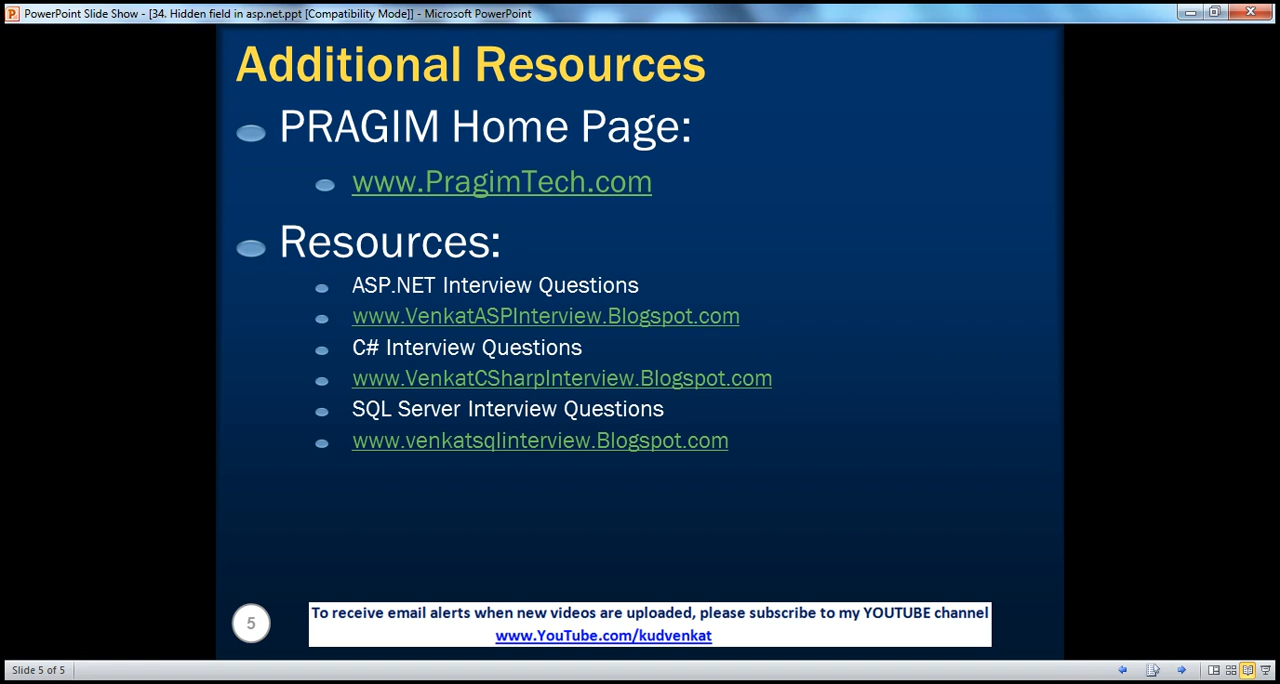 PowerPoint Slide Show - [34. Hidden field in asp.net.ppt [Compatibility Mode]] - Microsoft PowerPoint
Additional Resources
PRAGIM Home Page:
www.PragimTech.com
Resources:
ASP.NET Interview Questions
www.VenkatASPInterview.Blogspot.com
C# Interview Questions
www.VenkatCSharpInterview.Blogspot.com
SQL Server Interview Questions
www.venkatsqlinterview.Blogspot.com
5
To receive email alerts when new videos are uploaded, please subscribe to my YOUTUBE channel
www.YouTube.com/kudvenkat
Slide 5 of 5